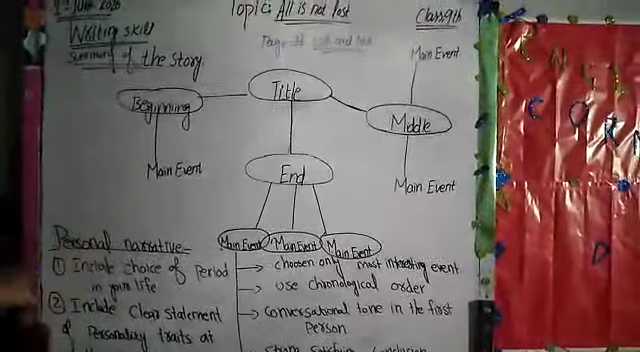 Topic: All is not lost
Class 9th
Writing skill
Summary of the story.
Main Event
Title
Beginning
Middle
Main Event
Main Event
End
Main Event Main Event Main Event
Personal narrative:-
① Include choice of period in your life
② Include Clear statement of Personality traits at
→ choosen only most interesting event.
→ use chronological order
→ conversational tone in the first person